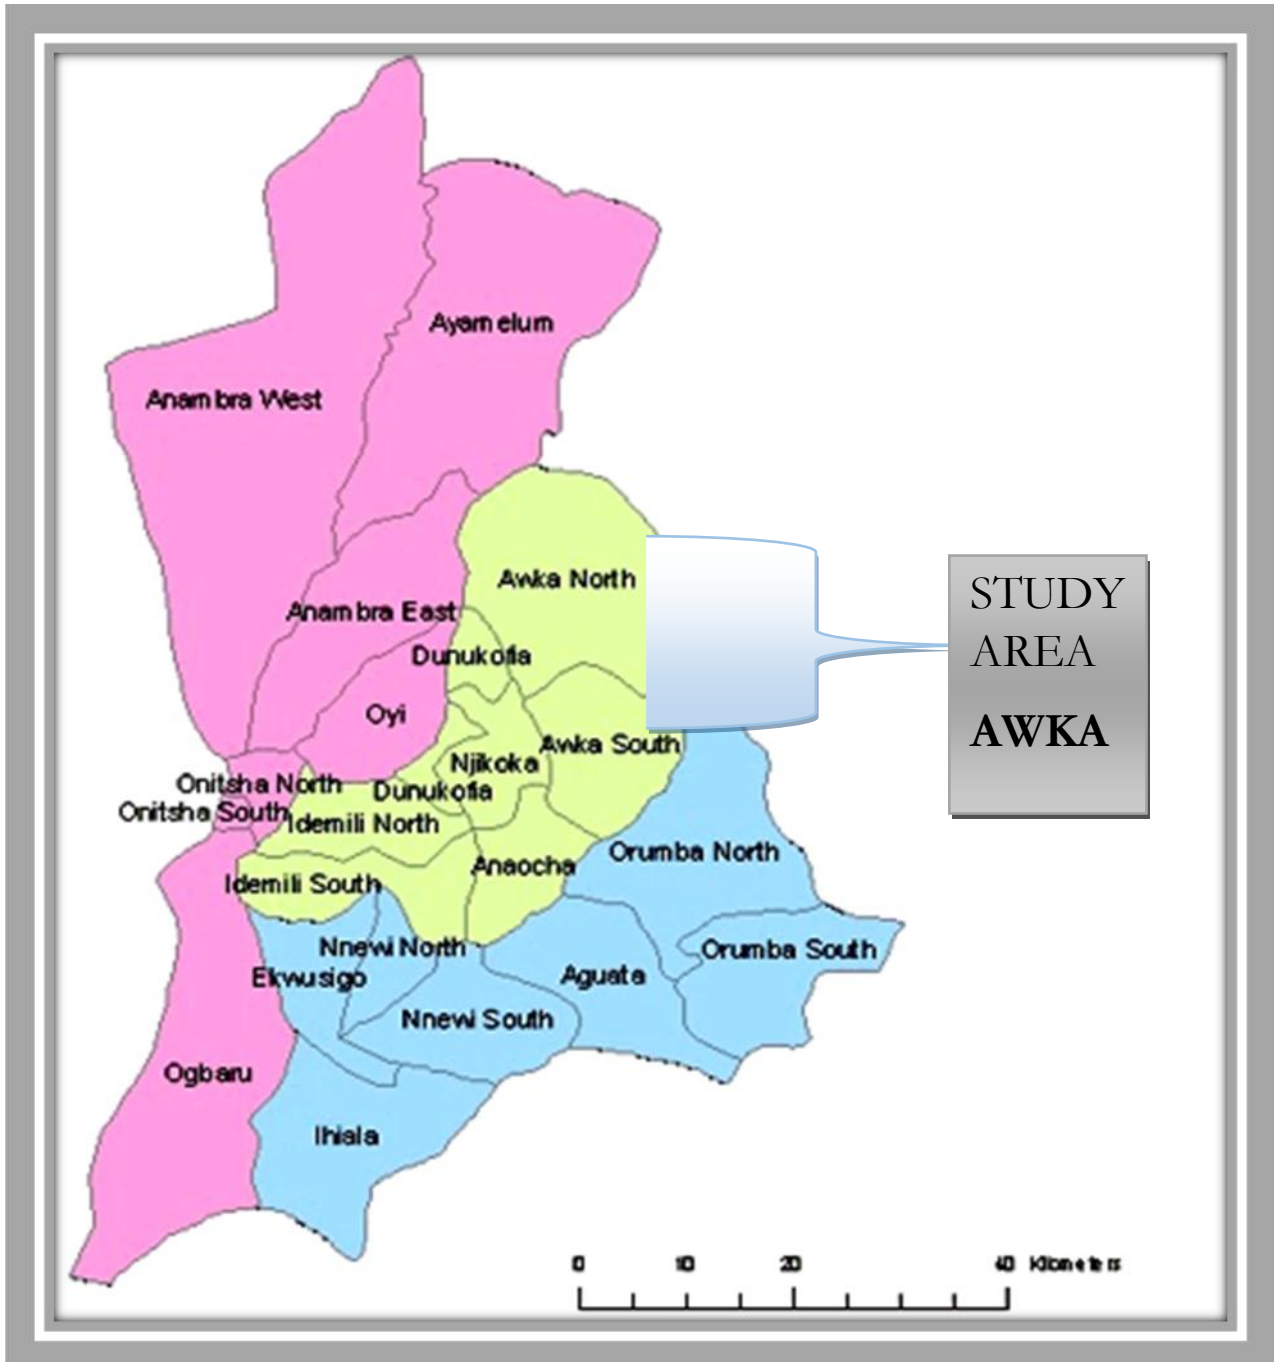 Ayamelum
Anambra West
Awka North
STUDY
AREA
AWKA
Anambra East
Dunukofia
Oyi
Awka South
Njikoka
Onitsha North
Dunukofia
Onitsha South
Idemili North
Orumba North
Anaocha
Idemili South
Nnewi North
Orumba South
Ekwusigo
Aguata
Nnewi South
Ogbaru
Ihiala
0 10 20 40 Kilometers